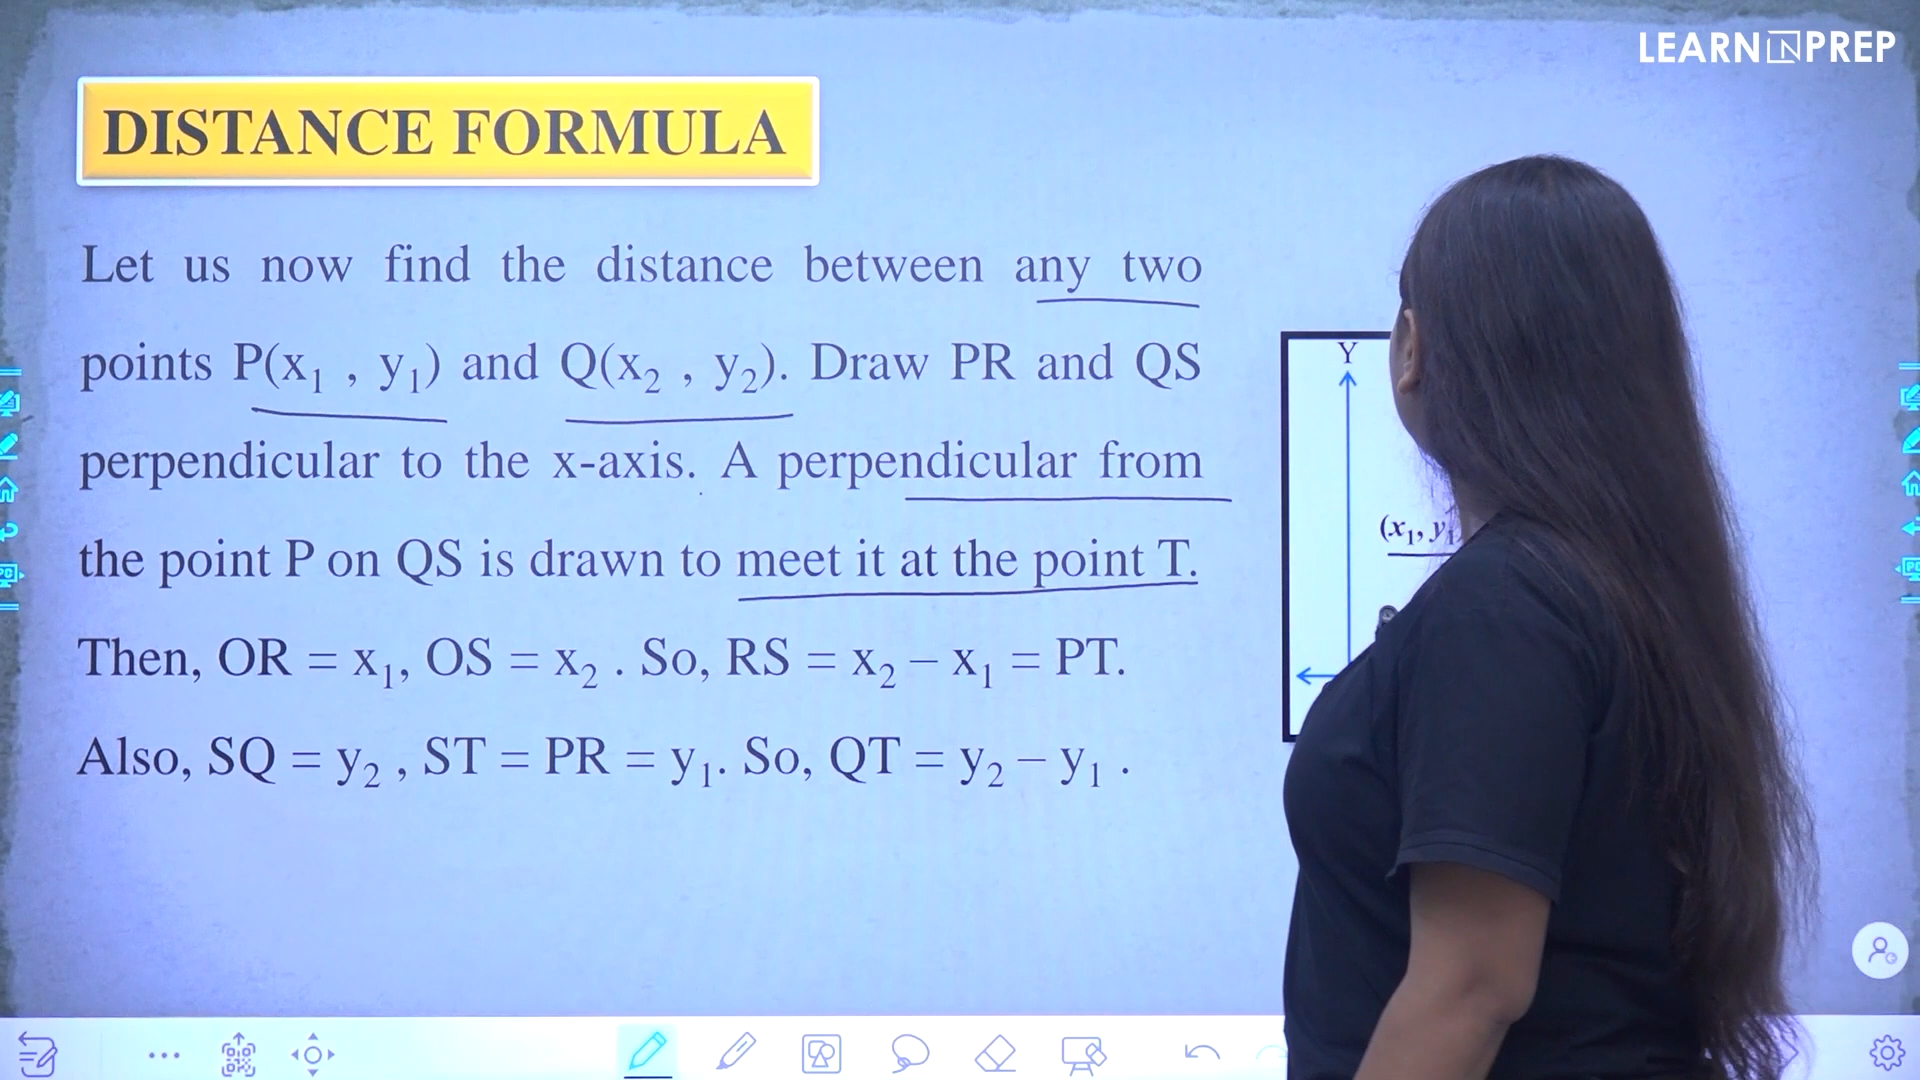 LEARN IN PREP
DISTANCE FORMULA
Let us now find the distance between any two
points P(x₁ , y₁) and Q(x₂ , y₂). Draw PR and QS
perpendicular to the x-axis. A perpendicular from
the point P on QS is drawn to meet it at the point T.
Then, OR = x₁, OS = x₂ . So, RS = x₂ – x₁ = PT.
Also, SQ = y₂ , ST = PR = y₁. So, QT = y₂ – y₁ .
Y
(x₁, y₁